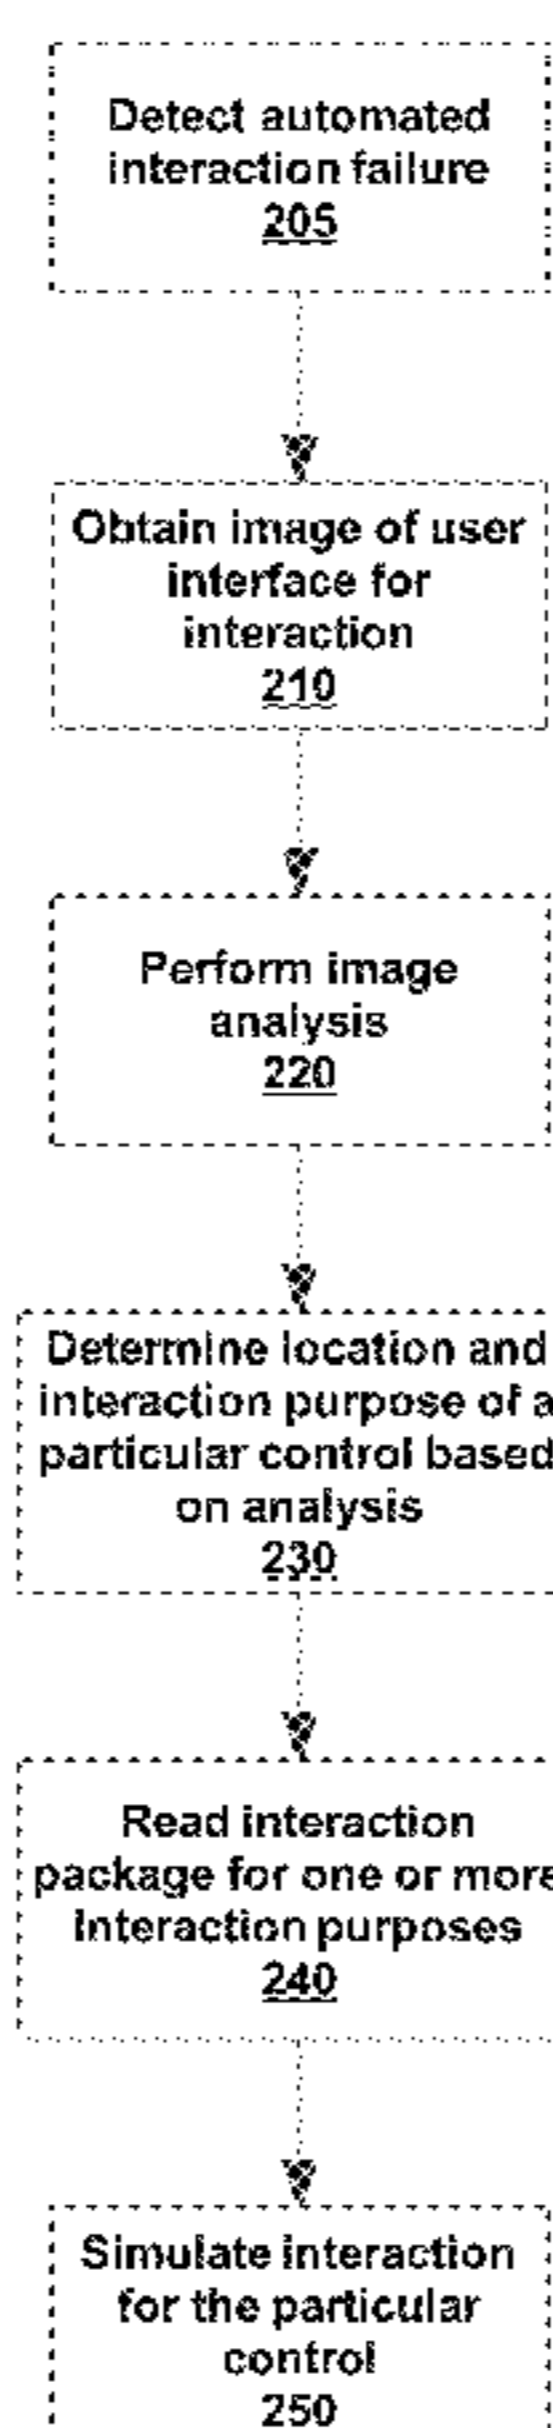 Detect automated
interaction failure
205
Obtain image of user
interface for
interaction
210
Perform image
analysis
220
Determine location and
interaction purpose of a
particular control based
on analysis
230
Read interaction
package for one or more
Interaction purposes
240
Simulate interaction
for the particular
control
250